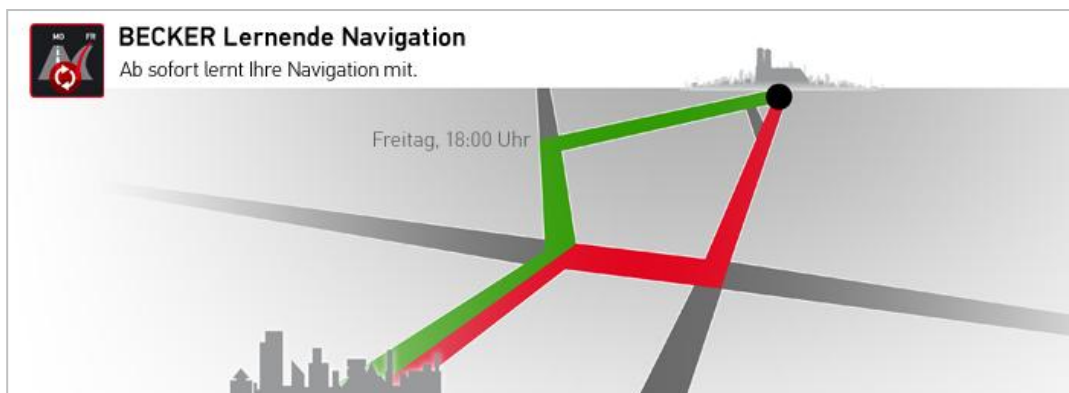 MO FR
BECKER Lernende Navigation
Ab sofort lernt Ihre Navigation mit.
Freitag, 18:00 Uhr